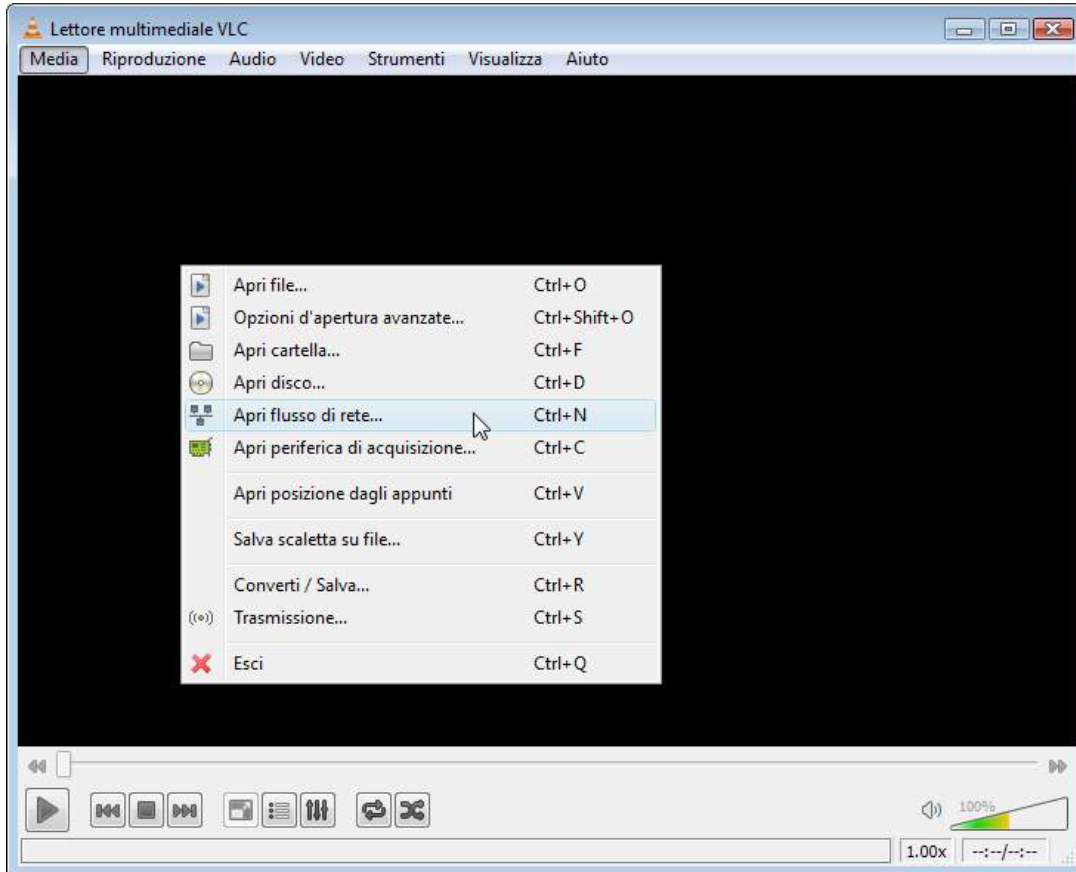 Lettore multimediale VLC
Media Riproduzione Audio Video Strumenti Visualizza Aiuto
Apri file... Ctrl+O
Opzioni d'apertura avanzate... Ctrl+Shift+O
Apri cartella... Ctrl+F
Apri disco... Ctrl+D
Apri flusso di rete... Ctrl+N
Apri periferica di acquisizione... Ctrl+C
Apri posizione dagli appunti Ctrl+V
Salva scaletta su file... Ctrl+Y
Converti / Salva... Ctrl+R
Trasmissione... Ctrl+S
Esci Ctrl+Q
100%
1.00x --:--/--:--